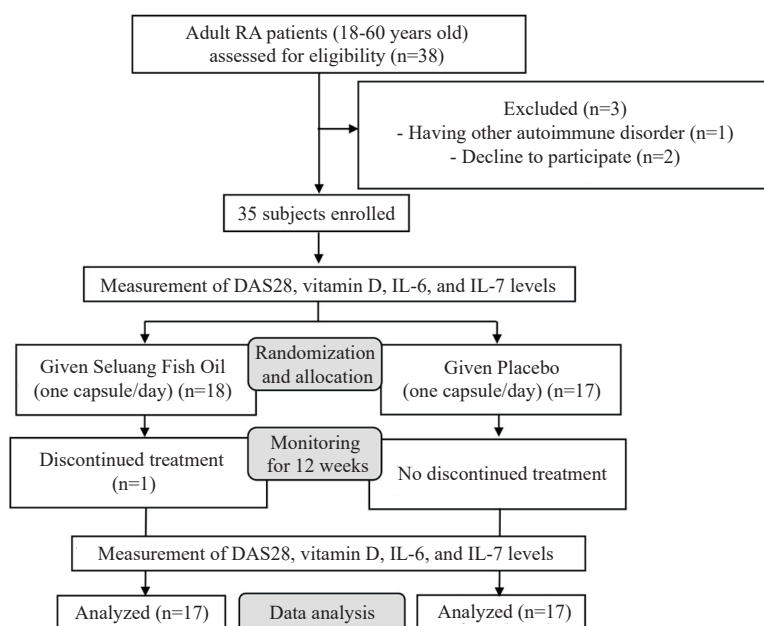 Adult RA patients (18-60 years old)
assessed for eligibility (n=38)
Excluded (n=3)
- Having other autoimmune disorder (n=1)
- Decline to participate (n=2)
35 subjects enrolled
Measurement of DAS28, vitamin D, IL-6, and IL-7 levels
Given Seluang Fish Oil
(one capsule/day) (n=18)
Randomization
and allocation
Given Placebo
(one capsule/day) (n=17)
Discontinued treatment
(n=1)
Monitoring
for 12 weeks
No discontinued treatment
Measurement of DAS28, vitamin D, IL-6, and IL-7 levels
Analyzed (n=17)
Data analysis
Analyzed (n=17)